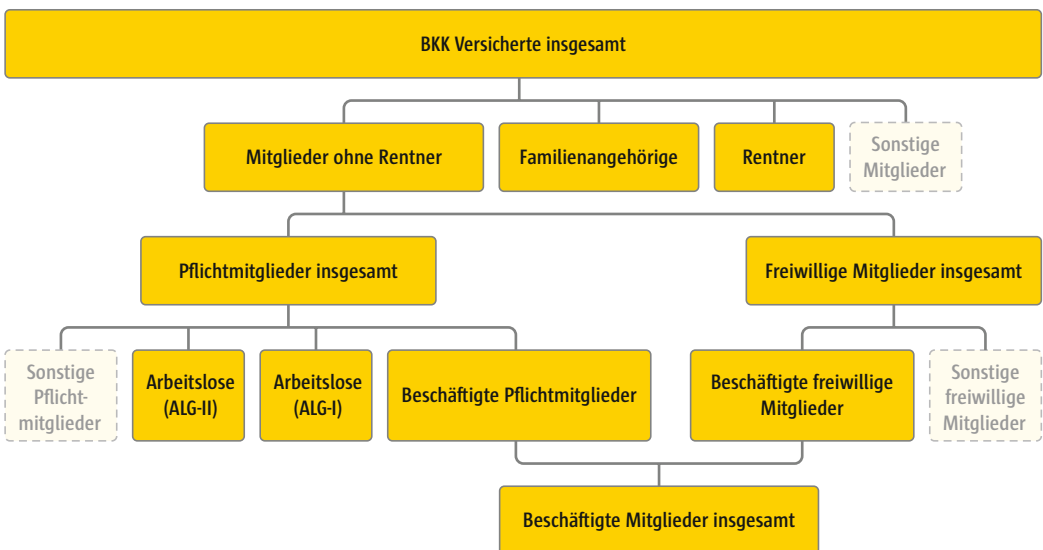 BKK Versicherte insgesamt
Mitglieder ohne Rentner
Familienangehörige
Rentner
Sonstige
Mitglieder
Pflichtmitglieder insgesamt
Freiwillige Mitglieder insgesamt
Sonstige
Pflicht-
mitglieder
Arbeitslose
(ALG-II)
Arbeitslose
(ALG-I)
Beschäftigte Pflichtmitglieder
Beschäftigte freiwillige
Mitglieder
Sonstige
freiwillige
Mitglieder
Beschäftigte Mitglieder insgesamt